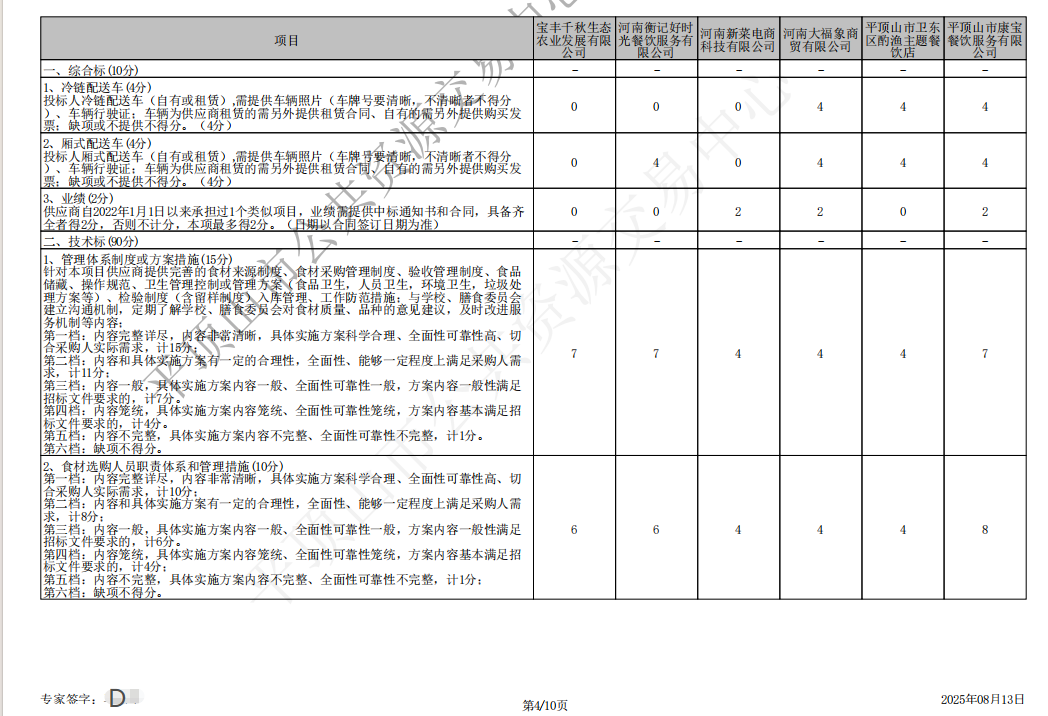 项目 宝丰千秋生态农业发展有限公司 河南衡记好时光餐饮服务有限公司 河南新菜电商科技有限公司 河南大福象商贸有限公司 平顶山市卫东区酌渔主题餐饮店 平顶山市康宝餐饮服务有限公司
一、综合标(10分) — — — — — —
1、冷链配送车(4分)
投标人冷链配送车（自有或租赁）,需提供车辆照片（车牌号要清晰，不清晰者不得分
）、车辆行驶证；车辆为供应商租赁的需另外提供租赁合同、自有的需另外提供购买发
票；缺项或不提供不得分。（4分）
0 0 0 4 4 4
2、厢式配送车(4分)
投标人厢式配送车（自有或租赁）,需提供车辆照片（车牌号要清晰，不清晰者不得分
）、车辆行驶证；车辆为供应商租赁的需另外提供租赁合同、自有的需另外提供购买发
票；缺项或不提供不得分。（4分）
0 4 0 4 4 4
3、业绩(2分)
供应商自2022年1月1日以来承担过1个类似项目，业绩需提供中标通知书和合同，具备齐
全者得2分，否则不计分，本项最多得2分。（日期以合同签订日期为准）
0 0 2 2 0 2
二、技术标(90分) — — — — — —
1、管理体系制度或方案措施(15分)
针对本项目供应商提供完善的食材来源制度、食材采购管理制度、验收管理制度、食品
储藏、操作规范、卫生管理控制或管理方案（食品卫生，人员卫生，环境卫生，垃圾处
理方案等）、检验制度（含留样制度）入库管理、工作防范措施；与学校、膳食委员会
建立沟通机制，定期了解学校、膳食委员会对食材质量、品种的意见建议，及时改进服
务机制等内容；
第一档：内容完整详尽，内容非常清晰，具体实施方案科学合理、全面性可靠性高、切
合采购人实际需求，计15分；
第二档：内容和具体实施方案有一定的合理性，全面性、能够一定程度上满足采购人需
求，计11分；
第三档：内容一般，具体实施方案内容一般、全面性可靠性一般，方案内容一般性满足
招标文件要求的，计7分。
第四档：内容笼统，具体实施方案内容笼统、全面性可靠性笼统，方案内容基本满足招
标文件要求的，计4分。
第五档：内容不完整，具体实施方案内容不完整、全面性可靠性不完整，计1分。
第六档：缺项不得分。
7 7 4 4 4 7
2、食材选购人员职责体系和管理措施(10分)
第一档：内容完整详尽，内容非常清晰，具体实施方案科学合理、全面性可靠性高、切
合采购人实际需求，计10分；
第二档：内容和具体实施方案有一定的合理性，全面性、能够一定程度上满足采购人需
求，计8分；
第三档：内容一般，具体实施方案内容一般、全面性可靠性一般，方案内容一般性满足
招标文件要求的，计6分。
第四档：内容笼统，具体实施方案内容笼统、全面性可靠性笼统，方案内容基本满足招
标文件要求的，计4分；
第五档：内容不完整，具体实施方案内容不完整、全面性可靠性不完整，计1分；
第六档：缺项不得分。
6 6 4 4 4 8
平顶山市公共资源交易中心
平顶山市公共资源交易中心
专家签字： D
第4/10页
2025年08月13日